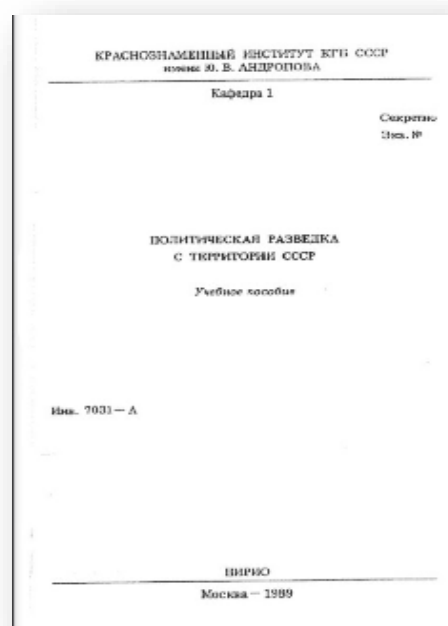 КРАСНОЗНАМЕННЫЙ ИНСТИТУТ КГБ СССР
имени Ю. В. АНДРОПОВА
Кафедра 1
Секретно
Экз. №
ПОЛИТИЧЕСКАЯ РАЗВЕДКА
С ТЕРРИТОРИИ СССР
Учебное пособие
Инв. 7031—А
НИРИО
Москва — 1989